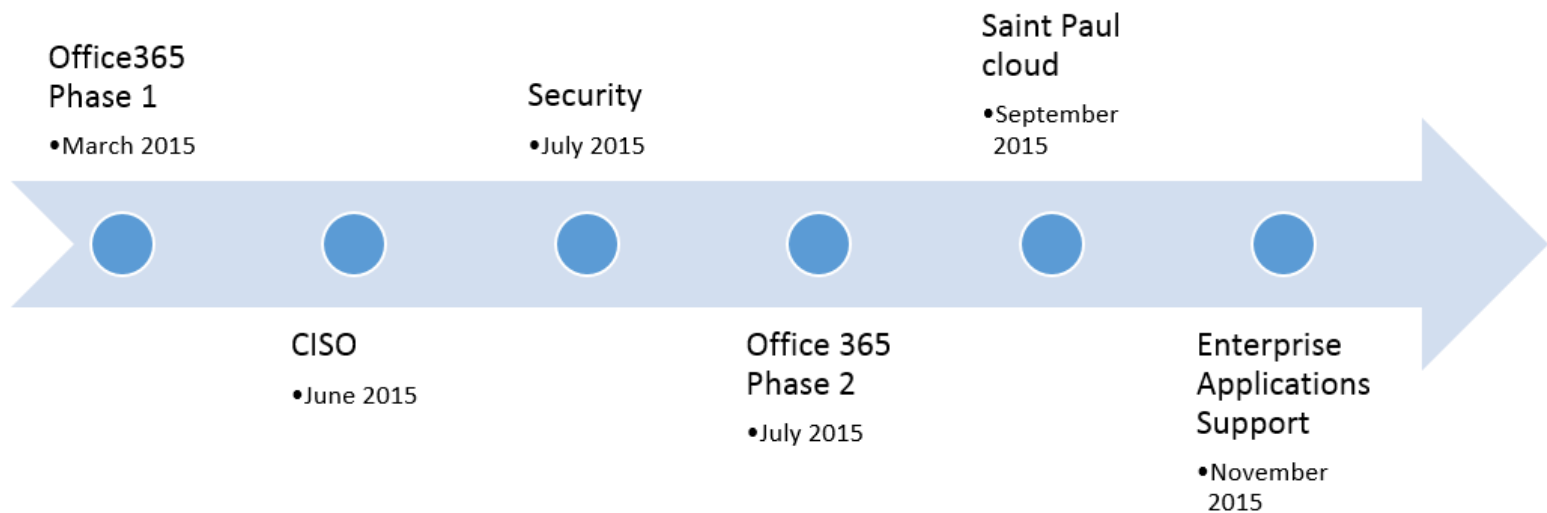 Office365
Phase 1
•March 2015
CISO
•June 2015
Security
•July 2015
Office 365
Phase 2
•July 2015
Saint Paul
cloud
•September
2015
Enterprise
Applications
Support
•November
2015